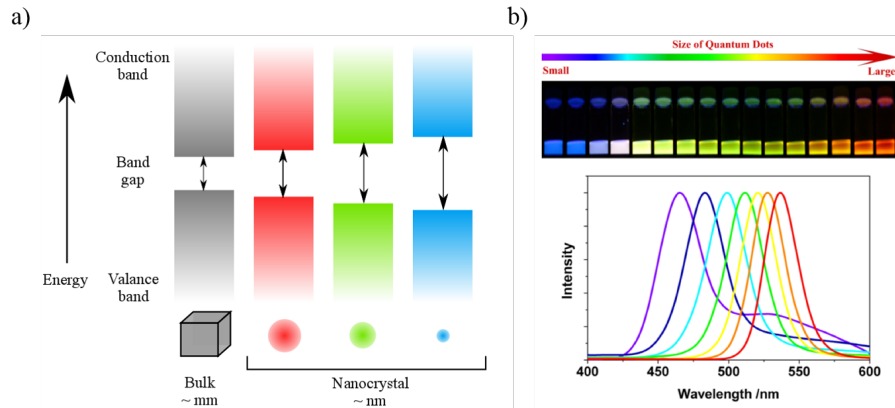 a)
Conduction
band
Band
gap
Energy
Valance
band
Bulk
~ mm
Nanocrystal
~ nm
b)
Size of Quantum Dots
Small
Large
Intensity
400
450
500
550
600
Wavelength /nm